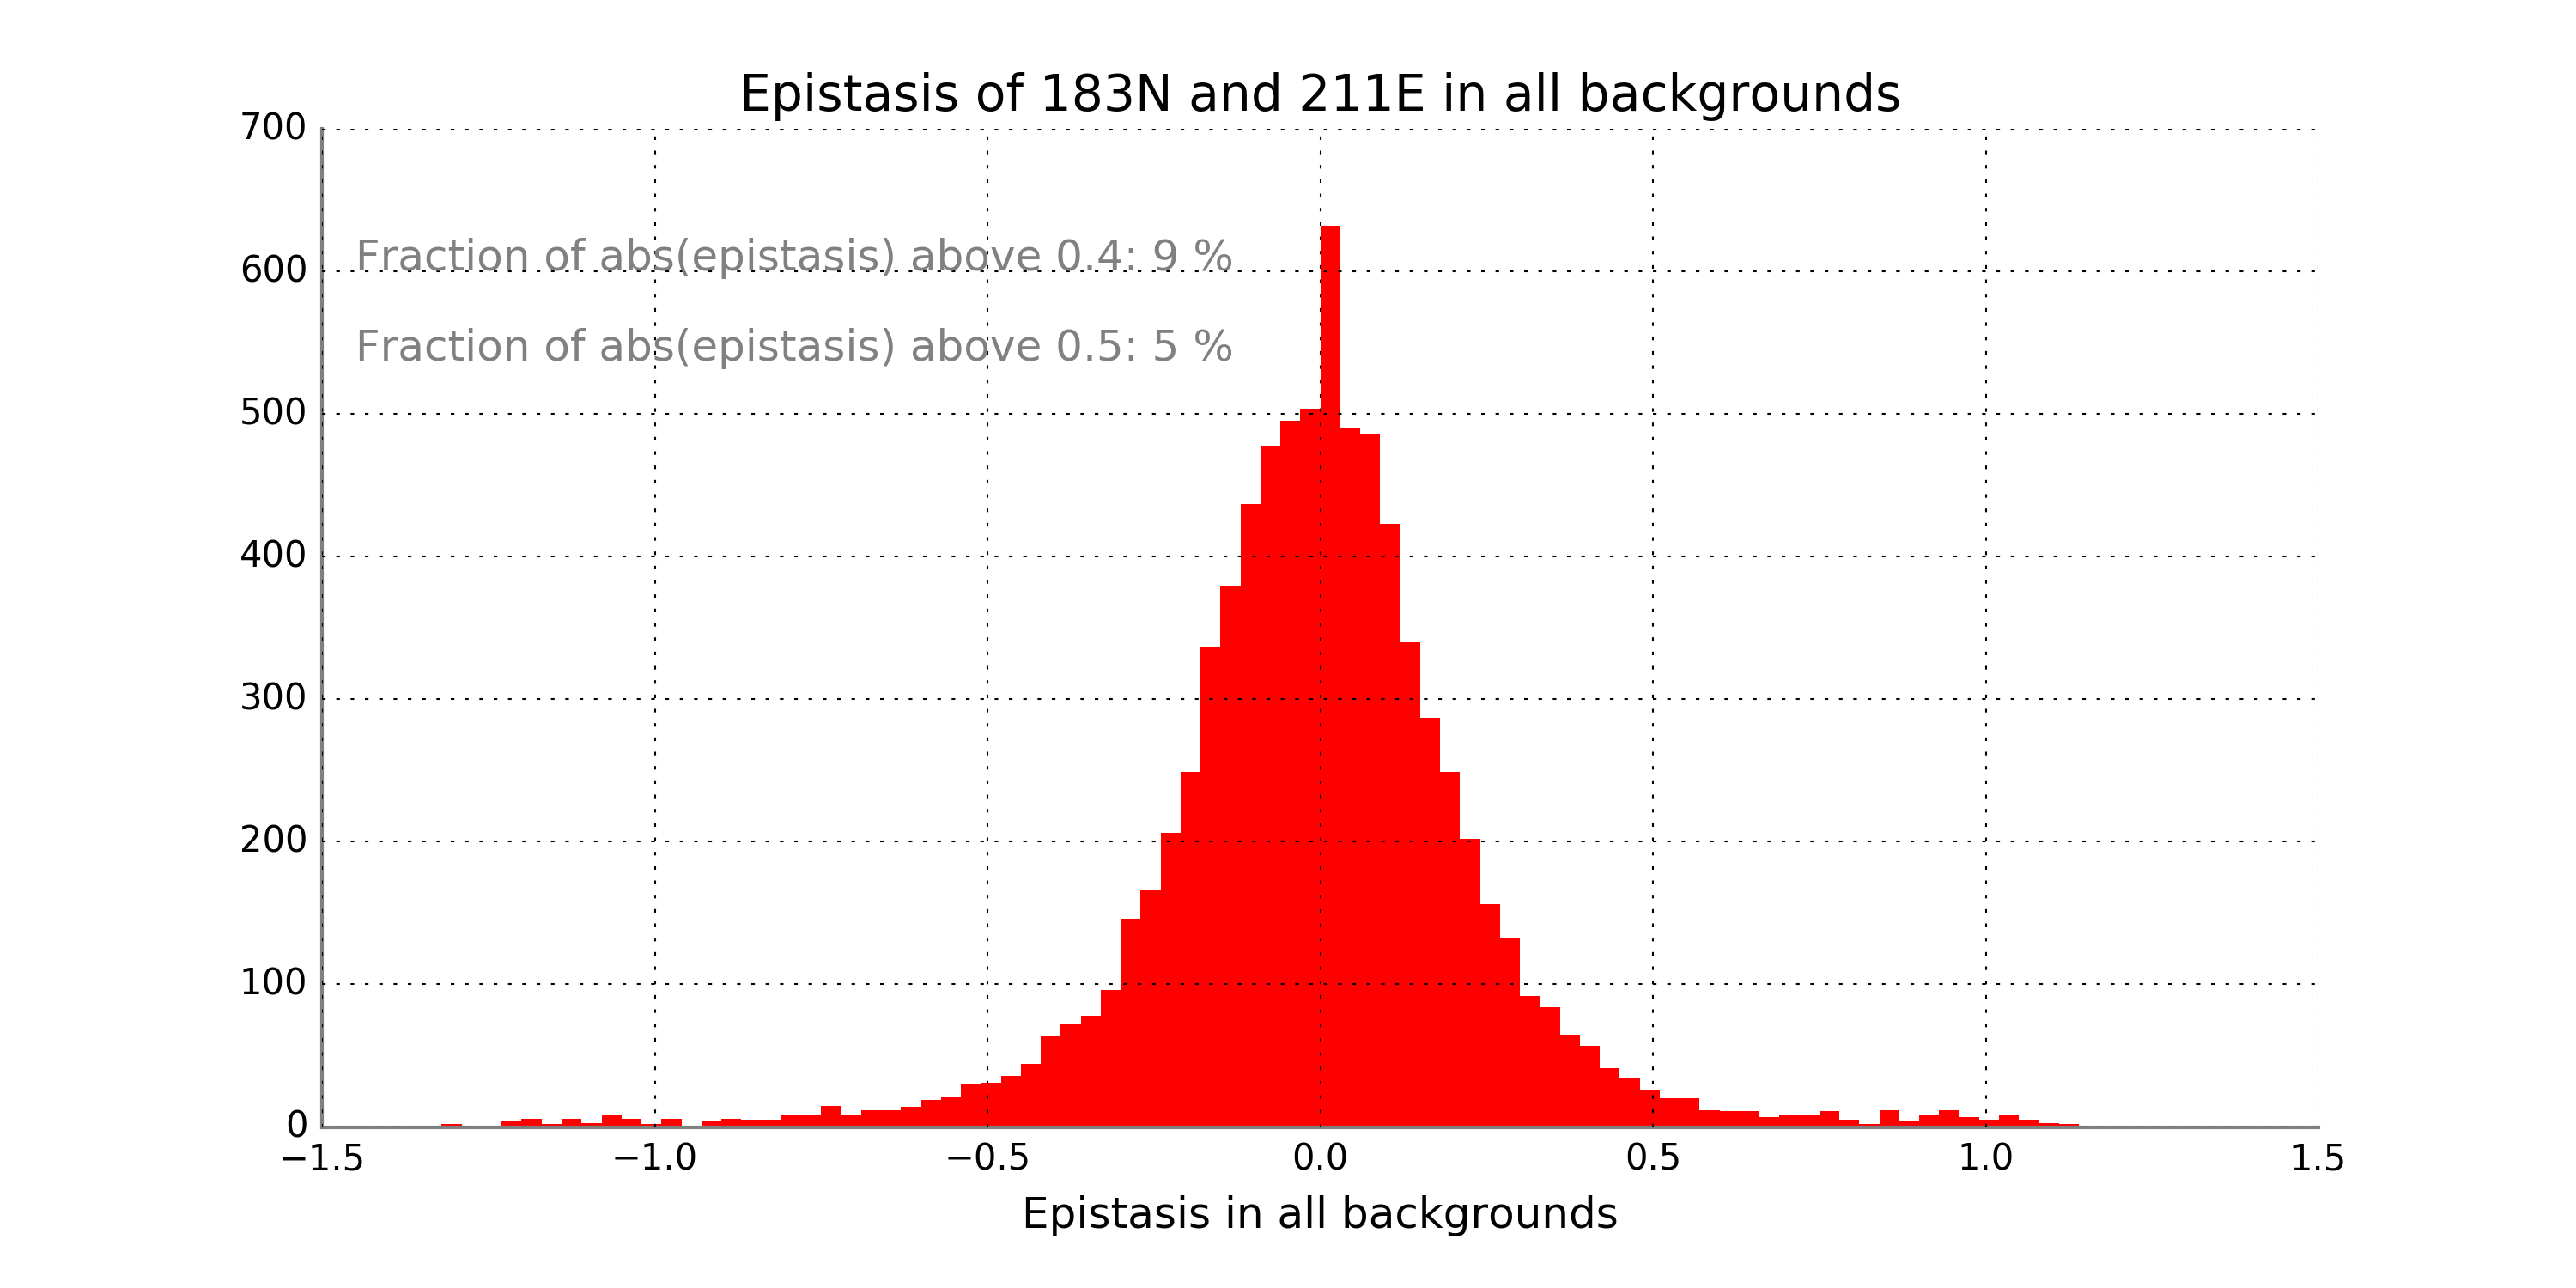 Epistasis of 183N and 211E in all backgrounds
700
600
500
400
300
200
100
0
Fraction of abs(epistasis) above 0.4: 9 %
Fraction of abs(epistasis) above 0.5: 5 %
−1.5 −1.0 −0.5 0.0 0.5 1.0 1.5
Epistasis in all backgrounds